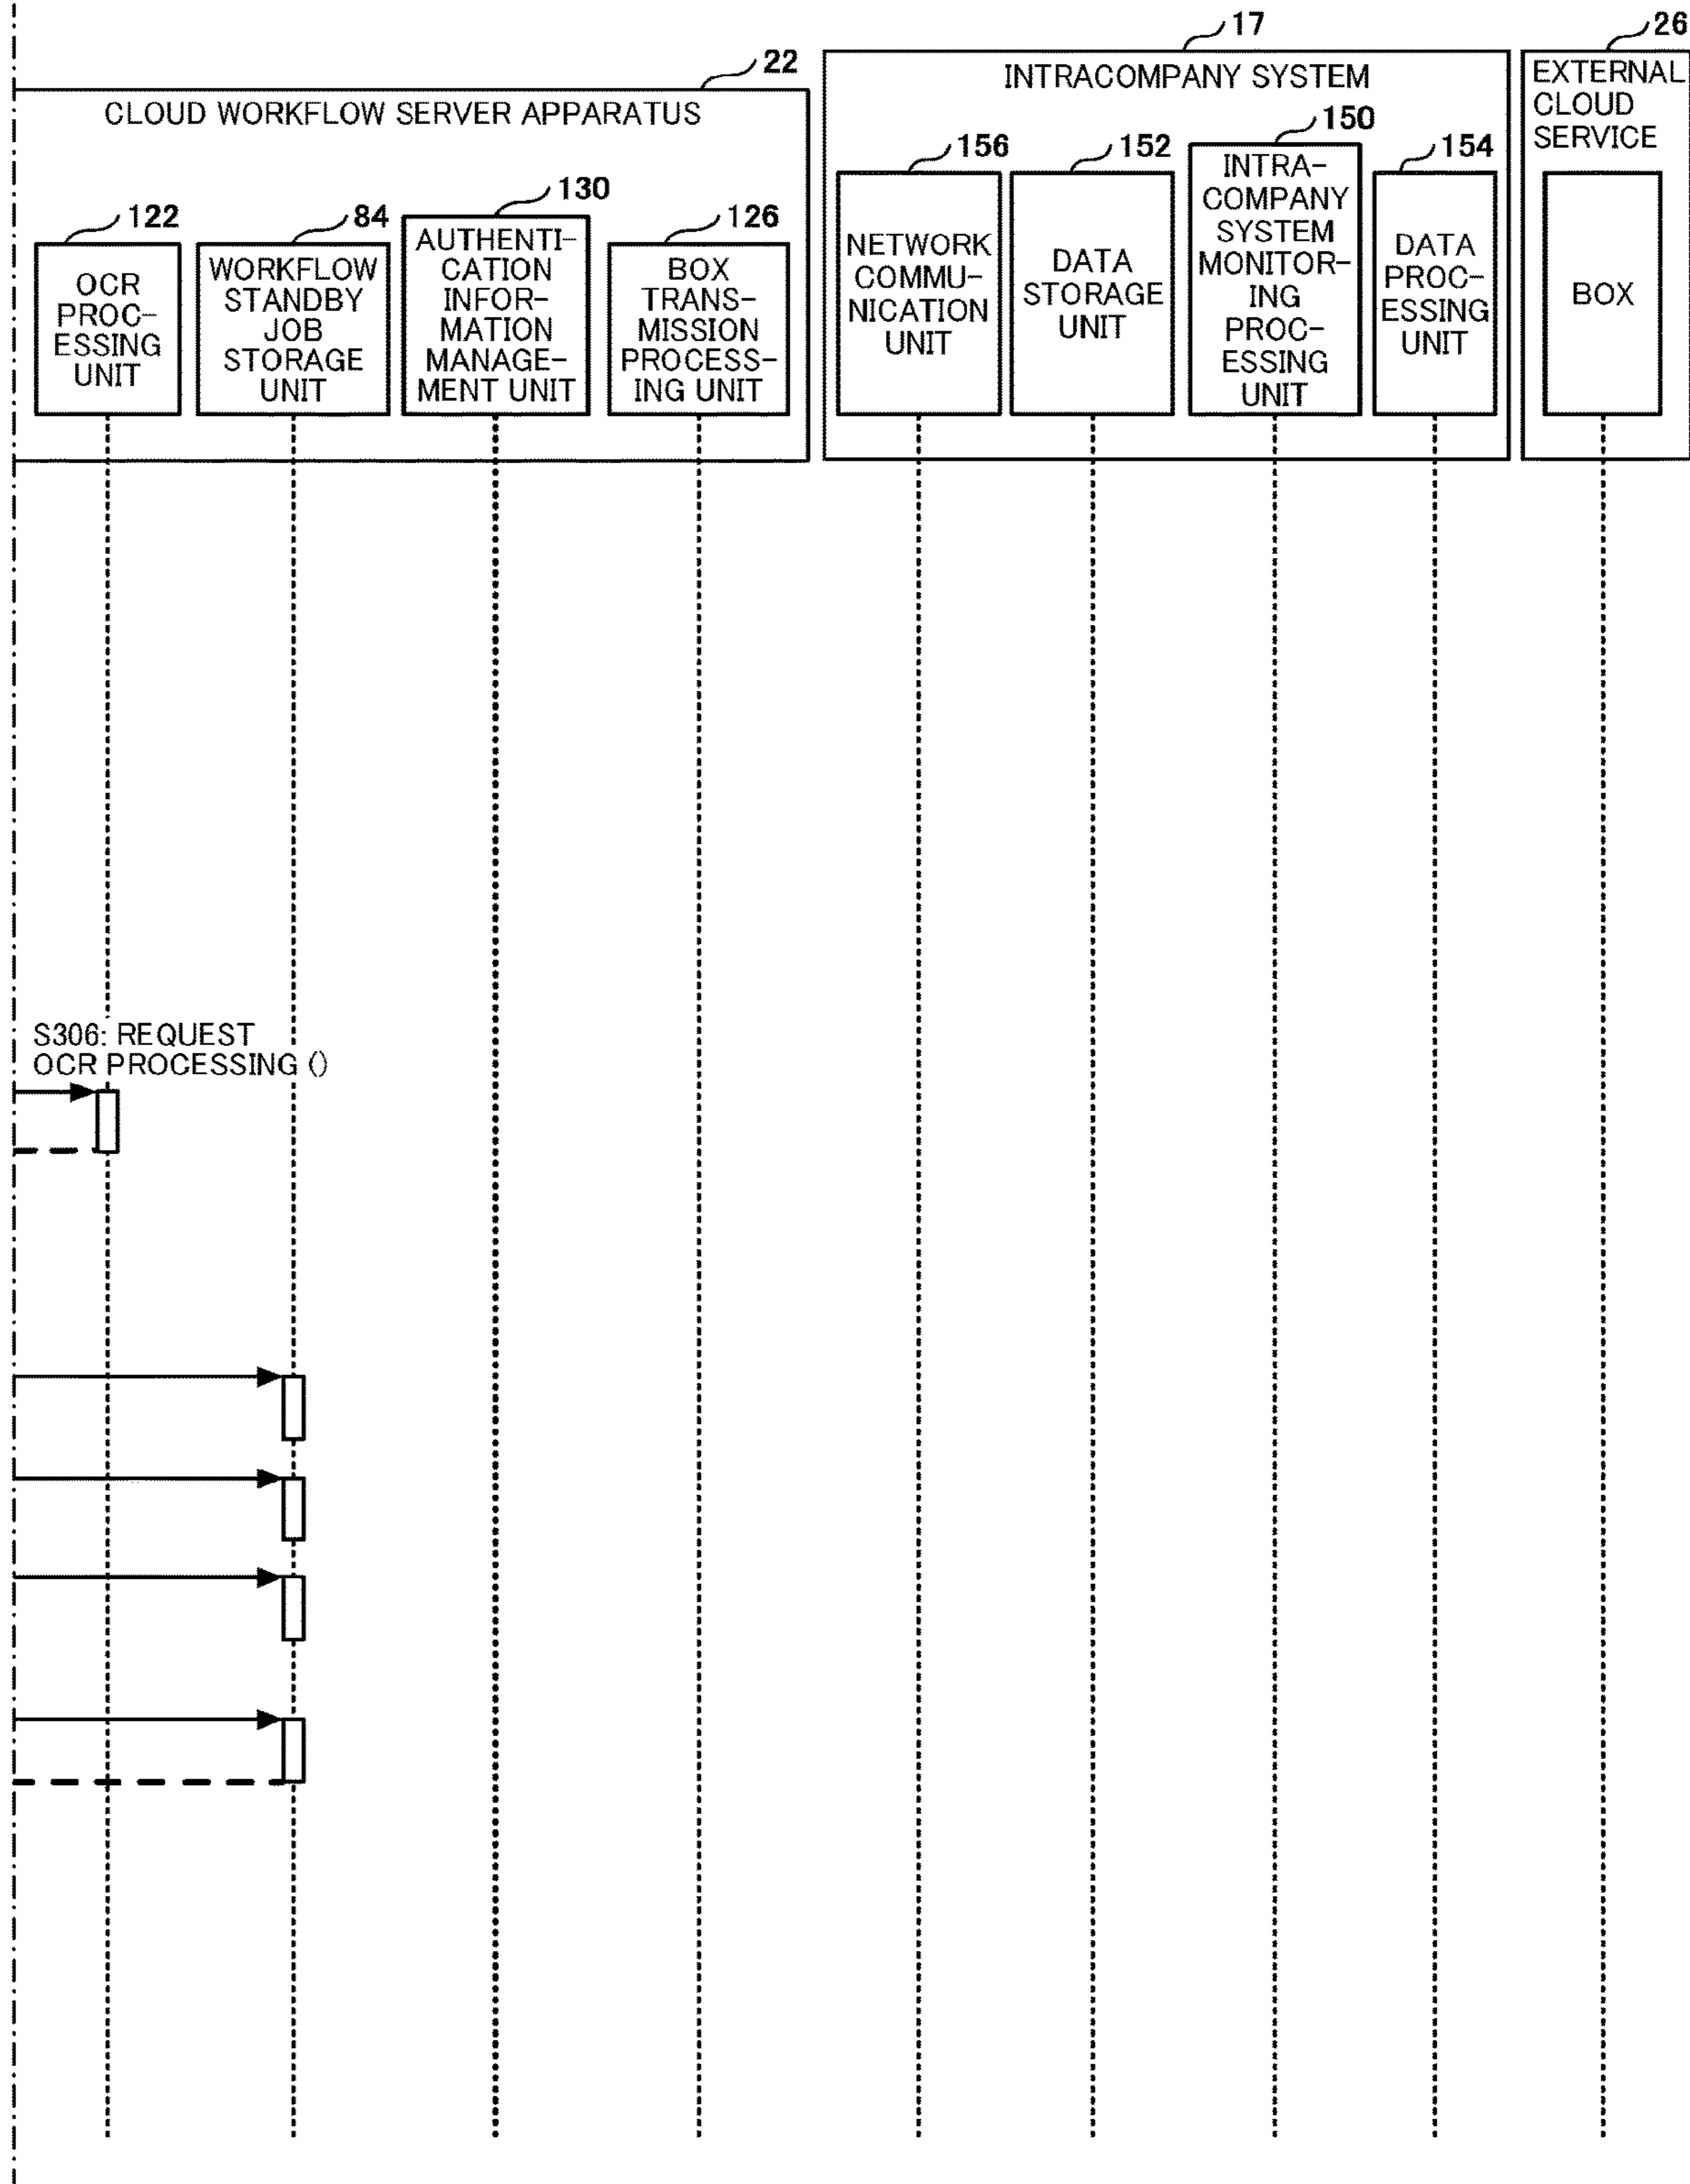 17
26
22
INTRACOMPANY SYSTEM
EXTERNAL
CLOUD
SERVICE
CLOUD WORKFLOW SERVER APPARATUS
150
156
152
154
130
122
84
126
OCR
PROC-
ESSING
UNIT
WORKFLOW
STANDBY
JOB
STORAGE
UNIT
AUTHENTI-
CATION
INFOR-
MATION
MANAGE-
MENT UNIT
BOX
TRANS-
MISSION
PROCESS-
ING UNIT
NETWORK
COMMU-
NICATION
UNIT
DATA
STORAGE
UNIT
INTRA-
COMPANY
SYSTEM
MONITOR-
ING
PROC-
ESSING
UNIT
DATA
PROC-
ESSING
UNIT
BOX
S306: REQUEST
OCR PROCESSING ()